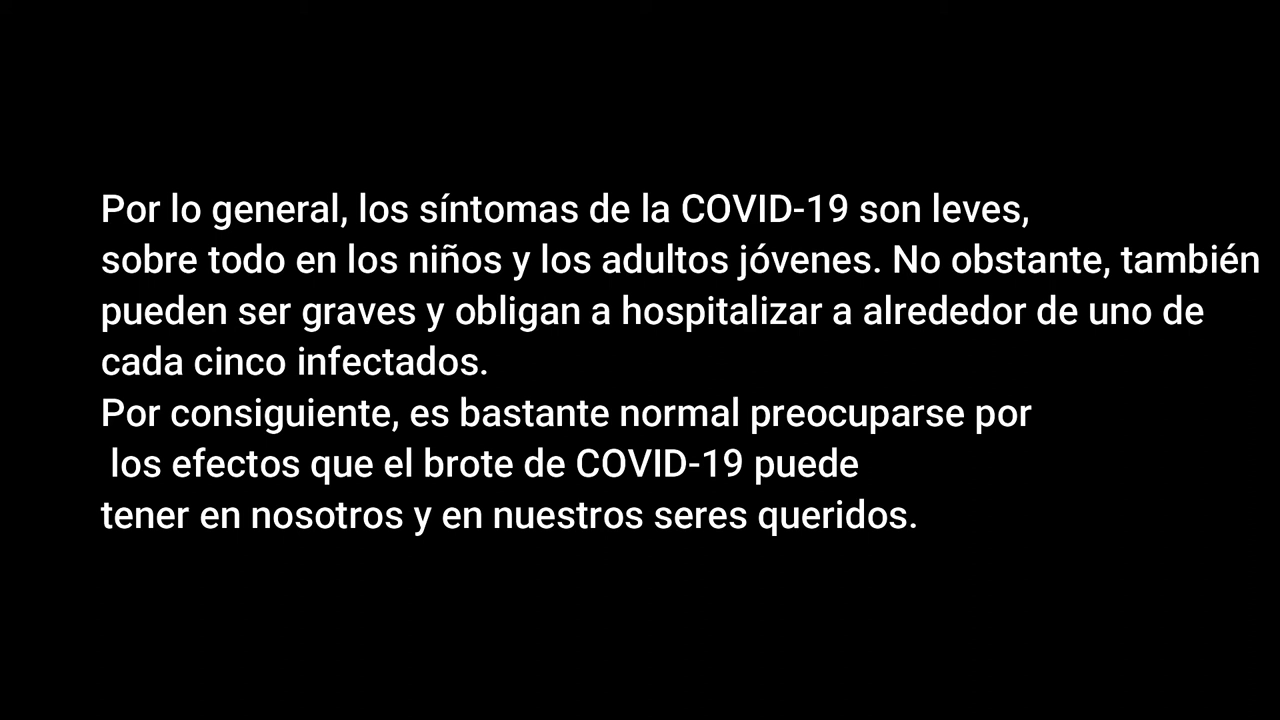 Por lo general, los síntomas de la COVID-19 son leves,
sobre todo en los niños y los adultos jóvenes. No obstante, también
pueden ser graves y obligan a hospitalizar a alrededor de uno de
cada cinco infectados.
Por consiguiente, es bastante normal preocuparse por
los efectos que el brote de COVID-19 puede
tener en nosotros y en nuestros seres queridos.